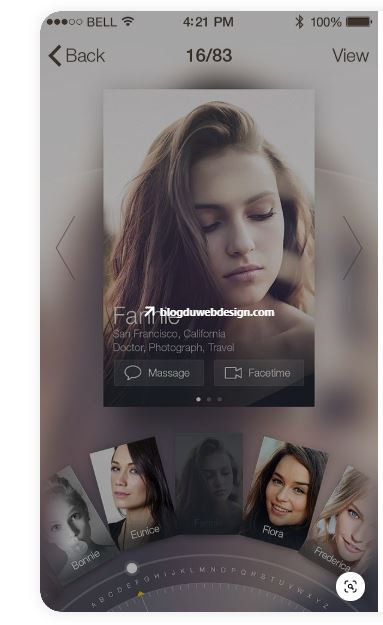 BELL 4:21 PM 100%
Back 16/83 View
Fannie
blogduwebdesign.com
San Francisco, California
Doctor, Photograph, Travel
Massage Facetime
Bonnie Eunice Fannie Flora Frederica
A B C D E F G H I J K L M N O P Q R S T U V W X Y Z